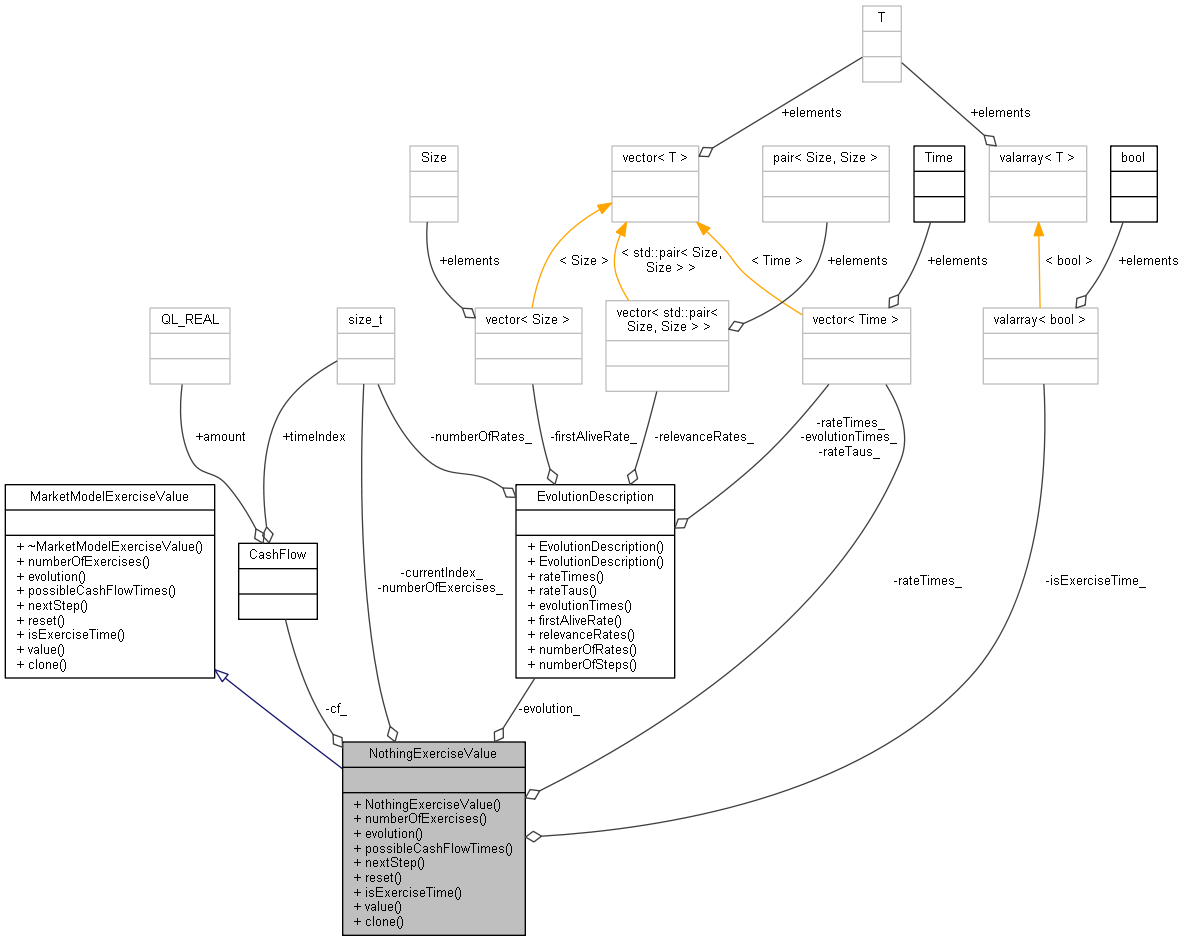 T
+elements
+elements
Size
vector< T >
pair< Size, Size >
Time
valarray< T >
bool
+elements
< Size >
< std::pair< Size,
Size > >
< Time >
+elements
+elements
< bool >
+elements
QL_REAL
size_t
vector< Size >
vector< std::pair<
Size, Size > >
vector< Time >
valarray< bool >
+amount
+timeIndex
-numberOfRates_
-firstAliveRate_
-relevanceRates_
-rateTimes_
-evolutionTimes_
-rateTaus_
MarketModelExerciseValue
+ ~MarketModelExerciseValue()
+ numberOfExercises()
+ evolution()
+ possibleCashFlowTimes()
+ nextStep()
+ reset()
+ isExerciseTime()
+ value()
+ clone()
CashFlow
-currentIndex_
-numberOfExercises_
EvolutionDescription
+ EvolutionDescription()
+ EvolutionDescription()
+ rateTimes()
+ rateTaus()
+ evolutionTimes()
+ firstAliveRate()
+ relevanceRates()
+ numberOfRates()
+ numberOfSteps()
-rateTimes_
-isExerciseTime_
-cf_
-evolution_
NothingExerciseValue
+ NothingExerciseValue()
+ numberOfExercises()
+ evolution()
+ possibleCashFlowTimes()
+ nextStep()
+ reset()
+ isExerciseTime()
+ value()
+ clone()